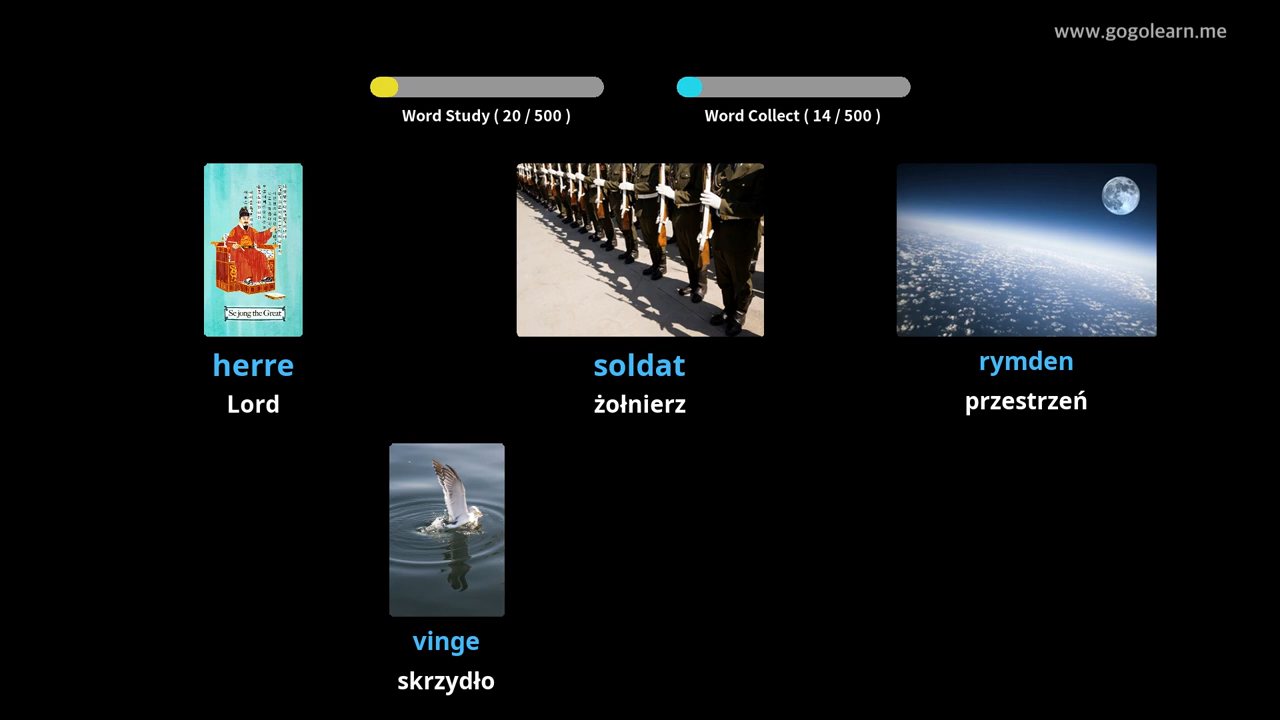 www.gogolearn.me
Word Study ( 20 / 500 )
Word Collect ( 14 / 500 )
Se jong the Great
herre
Lord
soldat
żołnierz
rymden
przestrzeń
vinge
skrzydło